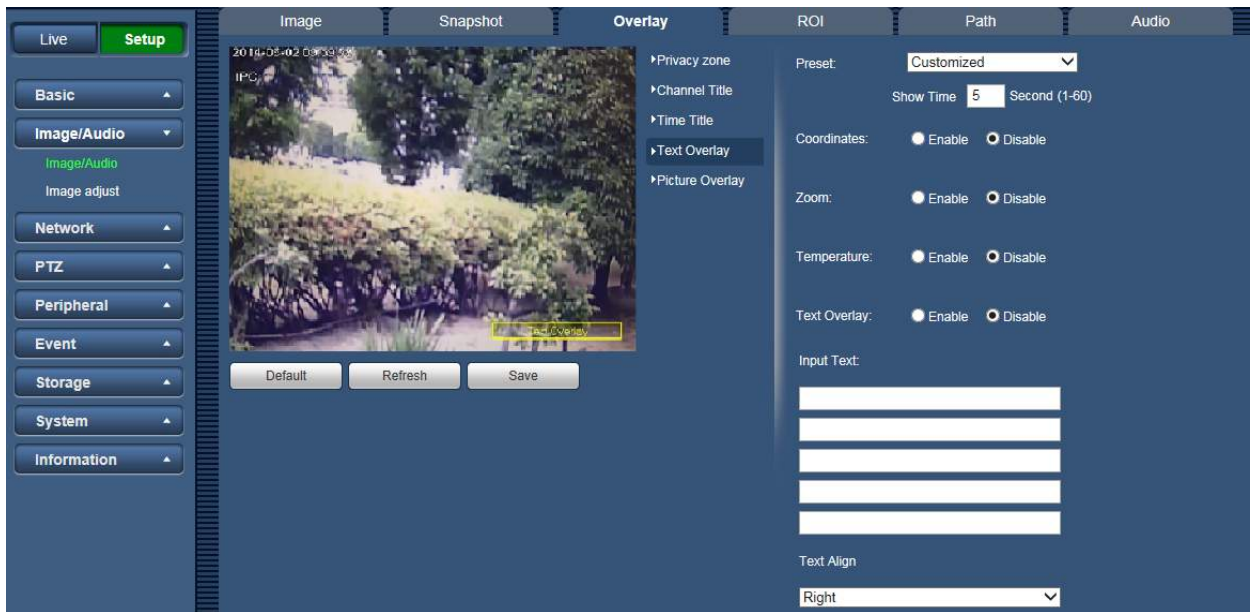 Live Setup
Basic
Image/Audio
Image/Audio
Image adjust
Network
PTZ
Peripheral
Event
Storage
System
Information
Image Snapshot Overlay ROI Path Audio
IPC
Text Overlay
Default Refresh Save
Privacy zone
Channel Title
Time Title
Text Overlay
Picture Overlay
Preset: Customized
Show Time 5 Second (1-60)
Coordinates: Enable Disable
Zoom: Enable Disable
Temperature: Enable Disable
Text Overlay: Enable Disable
Input Text:
Text Align
Right